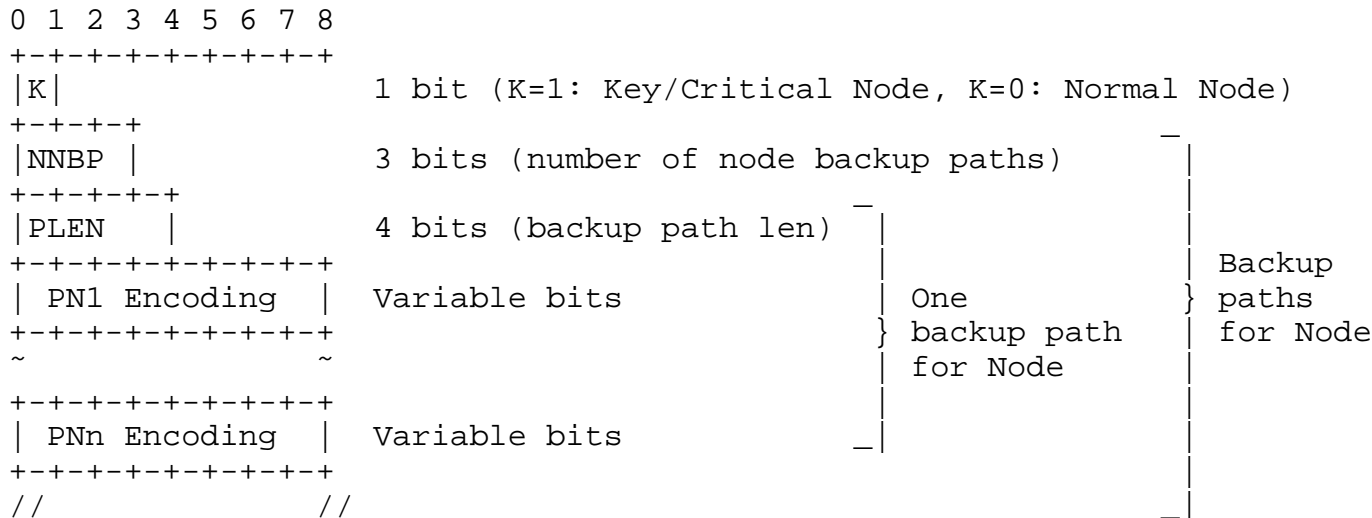 0 1 2 3 4 5 6 7 8
+-+-+-+-+-+-+-+-+
|K|                1 bit (K=1: Key/Critical Node, K=0: Normal Node)
+-+-+-+                                                    _
|NNBP |            3 bits (number of node backup paths)     |
+-+-+-+-+                                  _                |
|PLEN   |          4 bits (backup path len) |               |
+-+-+-+-+-+-+-+-+                           |               | Backup
| PN1 Encoding  |  Variable bits            | One           } paths
+-+-+-+-+-+-+-+-+                           } backup path   | for Node
~               ~                           | for Node      |
+-+-+-+-+-+-+-+-+                           |               |
| PNn Encoding  |  Variable bits           _|               |
+-+-+-+-+-+-+-+-+                                           |
//              //                                         _|